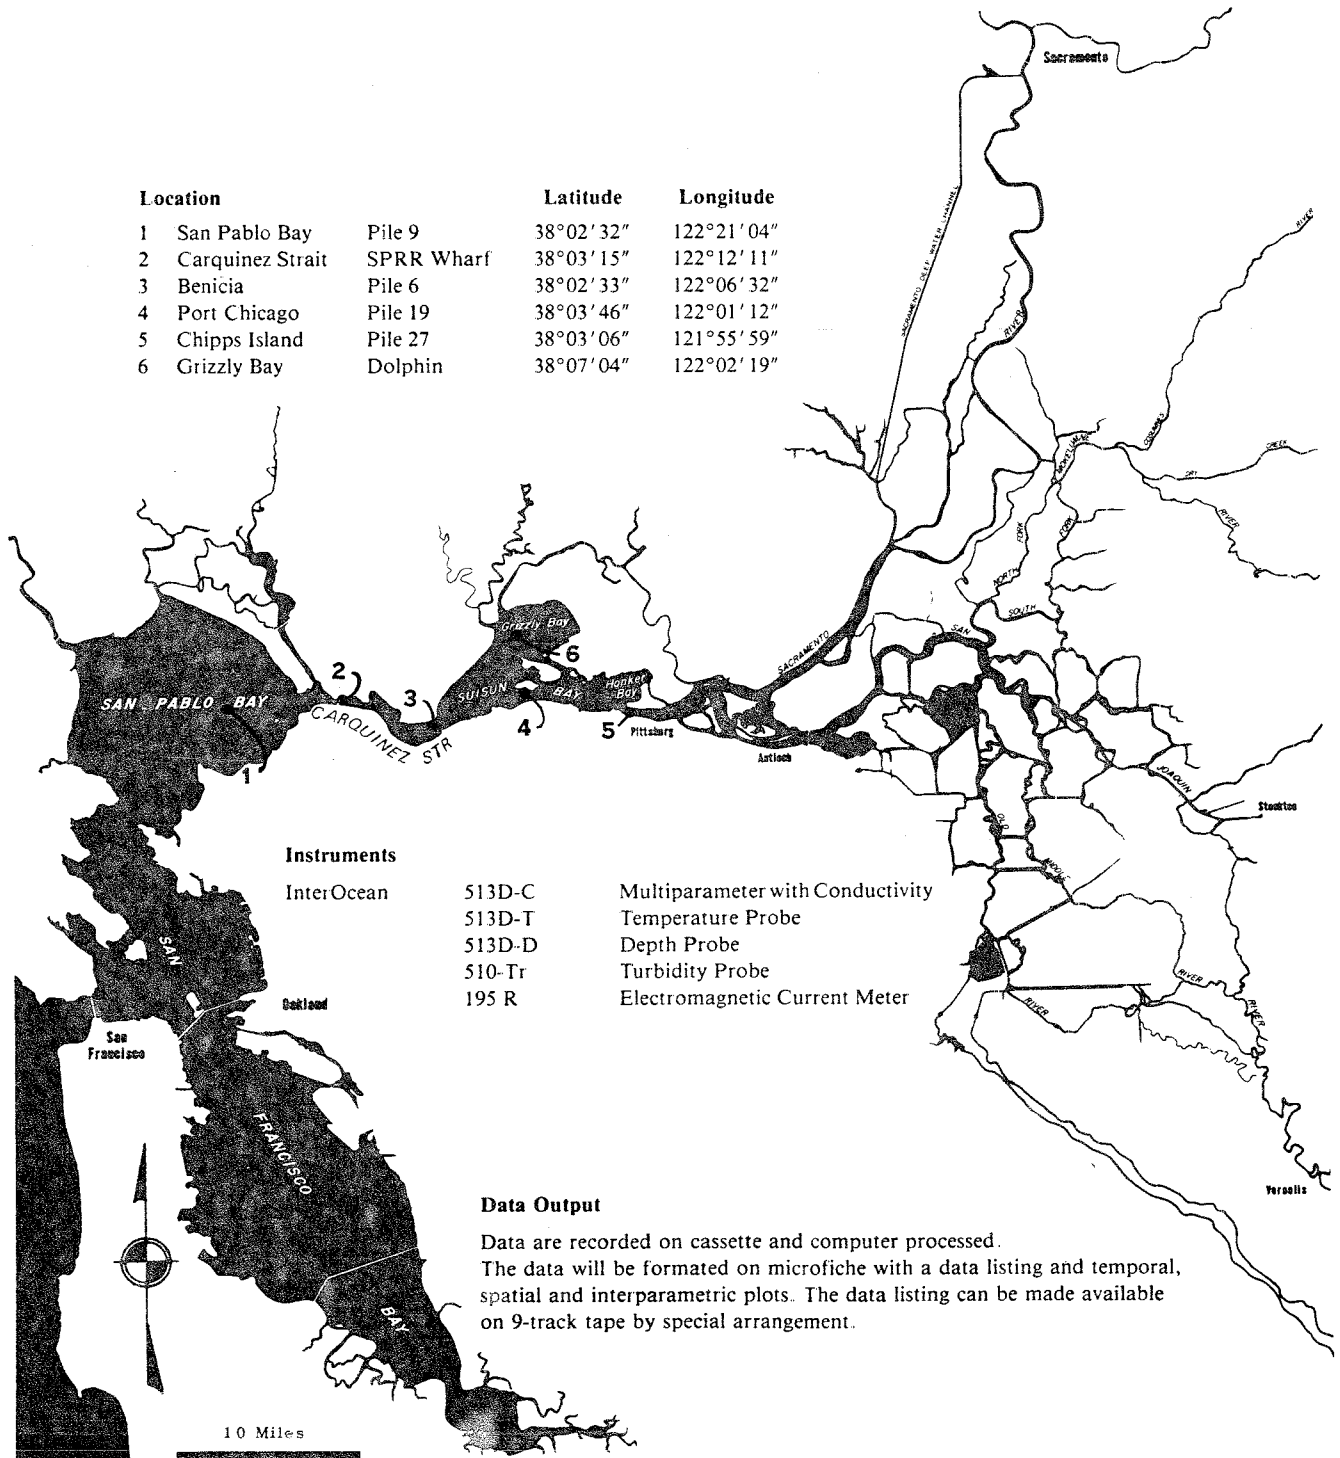 Sacramento
Location Latitude Longitude
1 San Pablo Bay Pile 9 38°02'32" 122°21'04"
2 Carquinez Strait SPRR Wharf 38°03'15" 122°12'11"
3 Benicia Pile 6 38°02'33" 122°06'32"
4 Port Chicago Pile 19 38°03'46" 122°01'12"
5 Chipps Island Pile 27 38°03'06" 121°55'59"
6 Grizzly Bay Dolphin 38°07'04" 122°02'19"
SACRAMENTO DEEP WATER CHANNEL
RIVER
RIVER
COSUMNES
MOKELUMNE
DRY CREEK
RIVER
FORK
FORK
NORTH
SOUTH
SAN
SACRAMENTO
Grizzly Bay
6
2
3
SUISUN BAY
Honker
Bay
4
5
Pittsburg
Antioch
SAN PABLO BAY
CARQUINEZ STR
1
JOAQUIN
Stockton
OLD
MIDDLE
Instruments
InterOcean 513D-C Multiparameter with Conductivity
513D-T Temperature Probe
513D-D Depth Probe
510-Tr Turbidity Probe
195 R Electromagnetic Current Meter
SAN
Oakland
San
Francisco
RIVER
RIVER
RIVER
FRANCISCO
BAY
Vernalis
Data Output
Data are recorded on cassette and computer processed.
The data will be formated on microfiche with a data listing and temporal,
spatial and interparametric plots. The data listing can be made available
on 9-track tape by special arrangement.
10 Miles